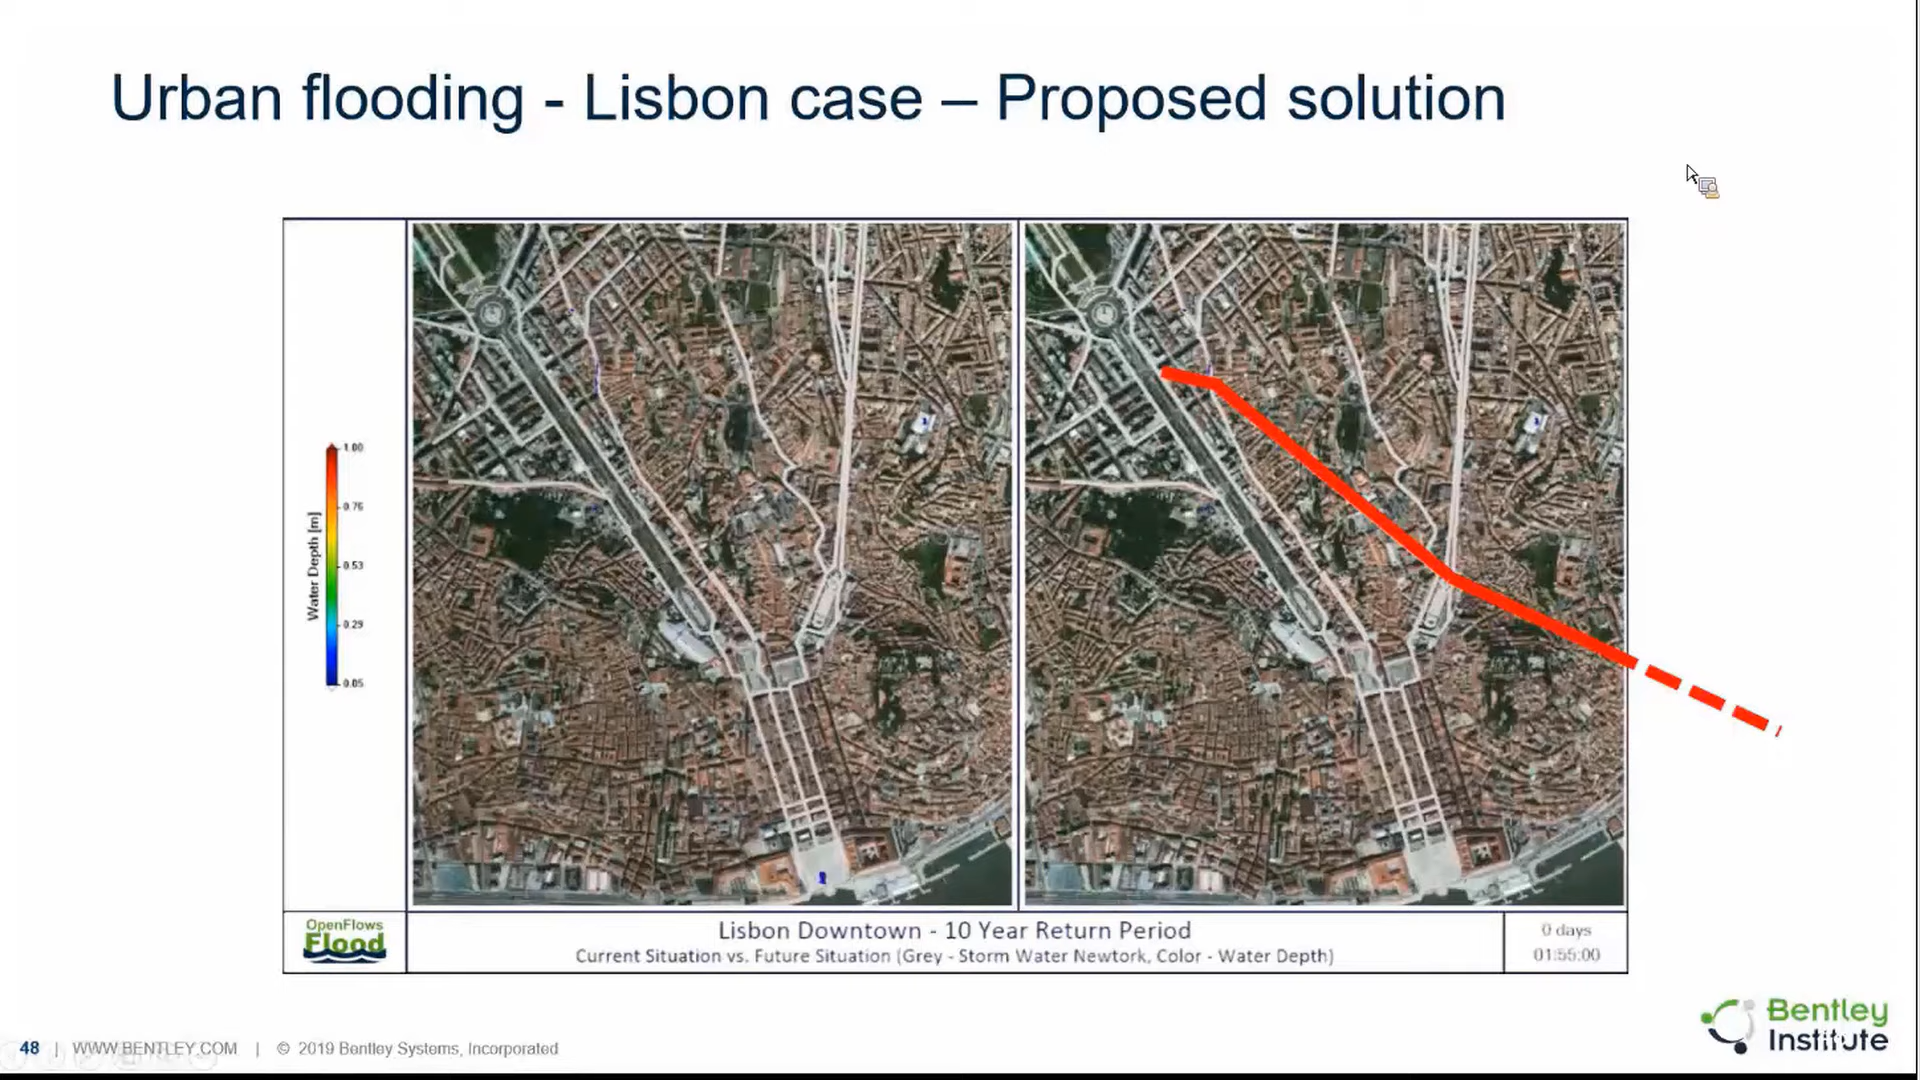 Urban flooding - Lisbon case – Proposed solution
1.00
0.76
0.53
0.29
0.05
Water Depth [m]
OpenFlows
Flood
Lisbon Downtown - 10 Year Return Period
Current Situation vs. Future Situation (Grey - Storm Water Newtork, Color - Water Depth)
0 days
01:55:00
48 | WWW.BENTLEY.COM | © 2019 Bentley Systems, Incorporated
Bentley
Institute